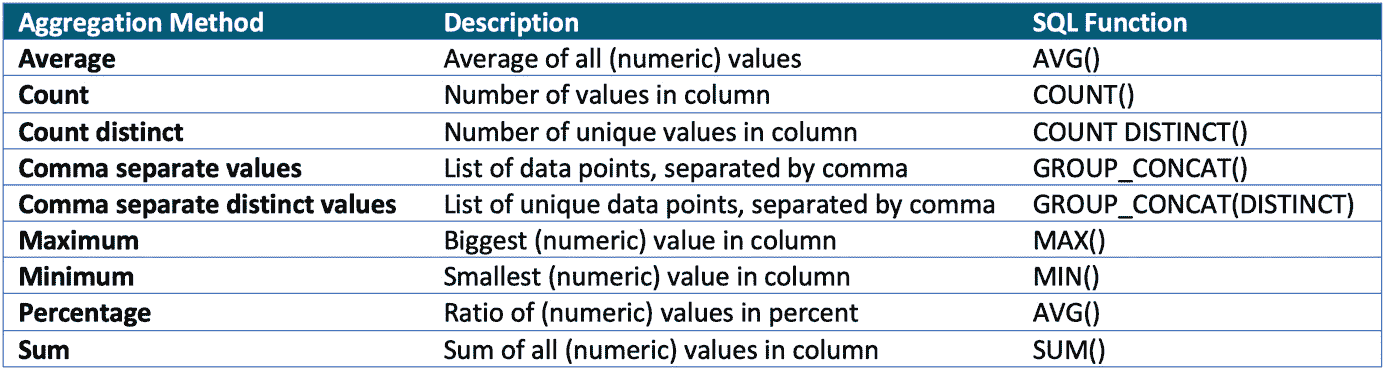 Aggregation Method Description SQL Function
Average Average of all (numeric) values AVG()
Count Number of values in column COUNT()
Count distinct Number of unique values in column COUNT DISTINCT()
Comma separate values List of data points, separated by comma GROUP_CONCAT()
Comma separate distinct values List of unique data points, separated by comma GROUP_CONCAT(DISTINCT)
Maximum Biggest (numeric) value in column MAX()
Minimum Smallest (numeric) value in column MIN()
Percentage Ratio of (numeric) values in percent AVG()
Sum Sum of all (numeric) values in column SUM()